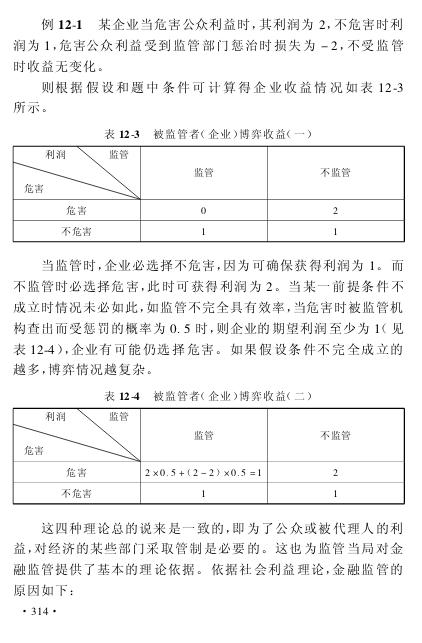 例 12-1 某企业当危害公众利益时,其利润为 2,不危害时利
润为 1,危害公众利益受到监管部门惩治时损失为 -2,不受监管
时收益无变化。
则根据假设和题中条件可计算得企业收益情况如表 12-3
所示。
表 12-3 被监管者(企业)博弈收益(一)
利润 监管
危害
监管 不监管
危害 0 2
不危害 1 1
当监管时,企业必选择不危害,因为可确保获得利润为 1。而
不监管时必选择危害,此时可获得利润为 2。当某一前提条件不
成立时情况未必如此,如监管不完全具有效率,当危害时被监管机
构查出而受惩罚的概率为 0.5 时,则企业的期望利润至少为 1(见
表 12-4),企业有可能仍选择危害。如果假设条件不完全成立的
越多,博弈情况越复杂。
表 12-4 被监管者(企业)博弈收益(二)
利润 监管
危害
监管 不监管
危害 2×0.5+(2-2)×0.5=1 2
不危害 1 1
这四种理论总的说来是一致的,即为了公众或被代理人的利
益,对经济的某些部门采取管制是必要的。这也为监管当局对金
融监管提供了基本的理论依据。依据社会利益理论,金融监管的
原因如下:
·314·